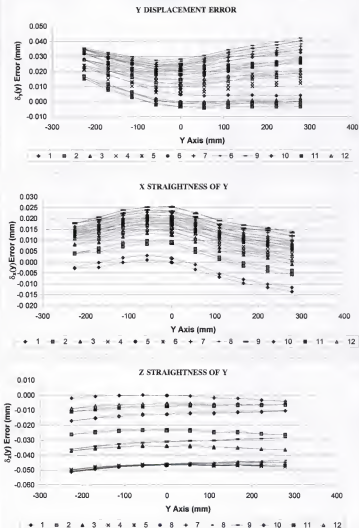 Y DISPLACEMENT ERROR
0.050
0.040
0.030
0.020
0.010
0.000
-0.010
δy(y) Error (mm)
-300 -200 -100 0 100 200 300 400
Y Axis (mm)
1 2 3 4 5 6 7 8 9 10 11 12
X STRAIGHTNESS OF Y
0.030
0.025
0.020
0.015
0.010
0.005
0.000
-0.005
-0.010
-0.015
-0 020
δx(y)Error (mm)
-300 -200 -100 0 100 200 300 400
Y Axis (mm)
1 2 3 4 5 6 7 8 9 10 11 12
Z STRAIGHTNESS OF Y
0.010
0.000
-0.010
-0.020
-0.030
-0.040
-0.050
-0.060
δz(y) Error (mm)
-300 -200 -100 0 100 200 300 400
Y Axis (mm)
1 2 3 4 5 6 7 8 9 10 11 12